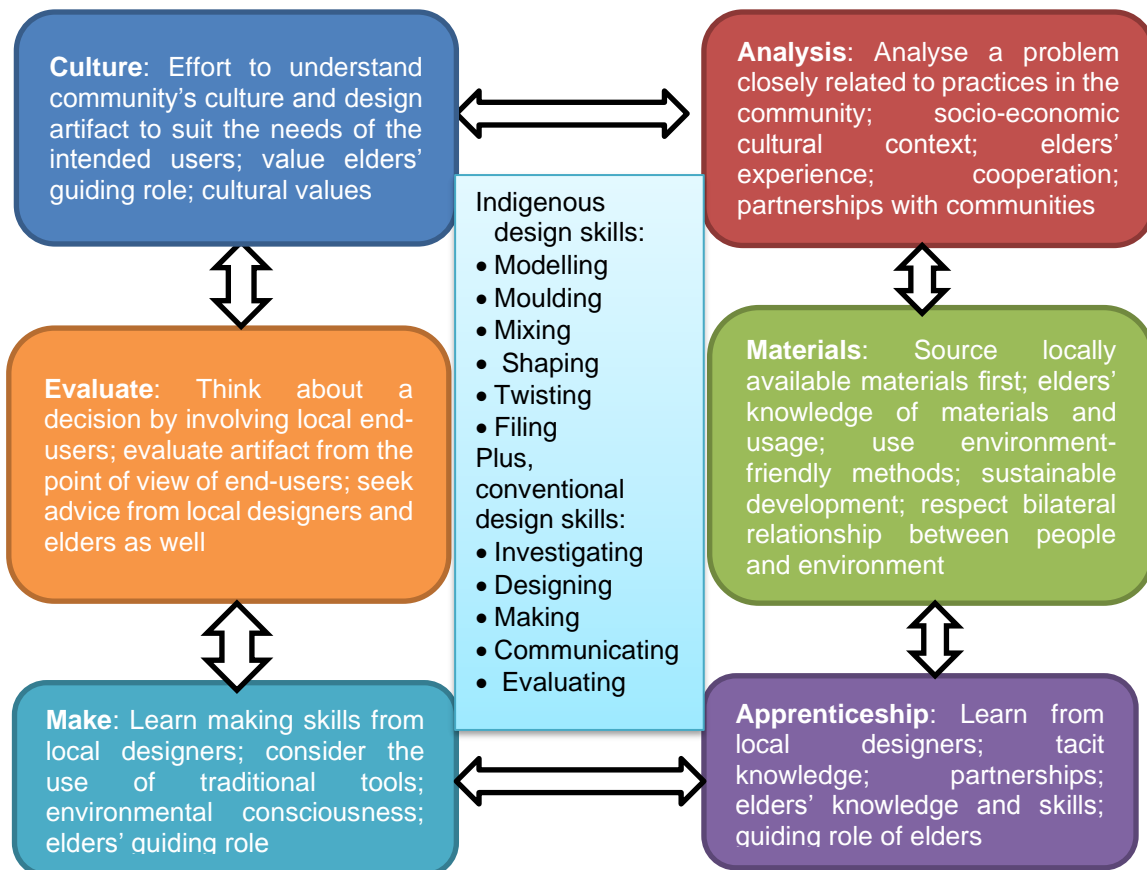 Culture: Effort to understand
community's culture and design
artifact to suit the needs of the
intended users; value elders'
guiding role; cultural values
Analysis: Analyse a problem
closely related to practices in the
community; socio-economic
cultural context; elders'
experience; cooperation;
partnerships with communities
Indigenous
design skills:
• Modelling
• Moulding
• Mixing
• Shaping
• Twisting
• Filing
Plus,
conventional
design skills:
• Investigating
• Designing
• Making
• Communicating
• Evaluating
Evaluate: Think about a
decision by involving local end-
users; evaluate artifact from the
point of view of end-users; seek
advice from local designers and
elders as well
Materials: Source locally
available materials first; elders'
knowledge of materials and
usage; use environment-
friendly methods; sustainable
development; respect bilateral
relationship between people
and environment
Make: Learn making skills from
local designers; consider the
use of traditional tools;
environmental consciousness;
elders' guiding role
Apprenticeship: Learn from
local designers; tacit
knowledge; partnerships;
elders' knowledge and skills;
guiding role of elders